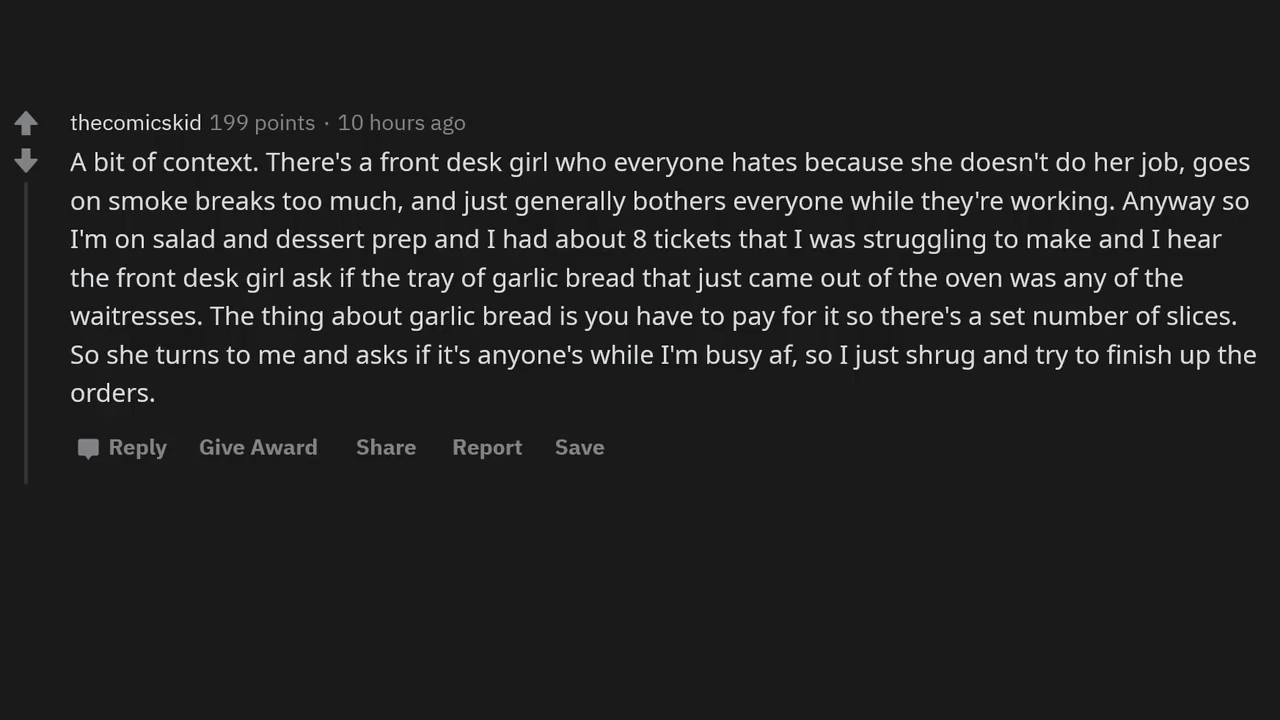 thecomicskid 199 points · 10 hours ago
A bit of context. There's a front desk girl who everyone hates because she doesn't do her job, goes
on smoke breaks too much, and just generally bothers everyone while they're working. Anyway so
I'm on salad and dessert prep and I had about 8 tickets that I was struggling to make and I hear
the front desk girl ask if the tray of garlic bread that just came out of the oven was any of the
waitresses. The thing about garlic bread is you have to pay for it so there's a set number of slices.
So she turns to me and asks if it's anyone's while I'm busy af, so I just shrug and try to finish up the
orders.
Reply Give Award Share Report Save